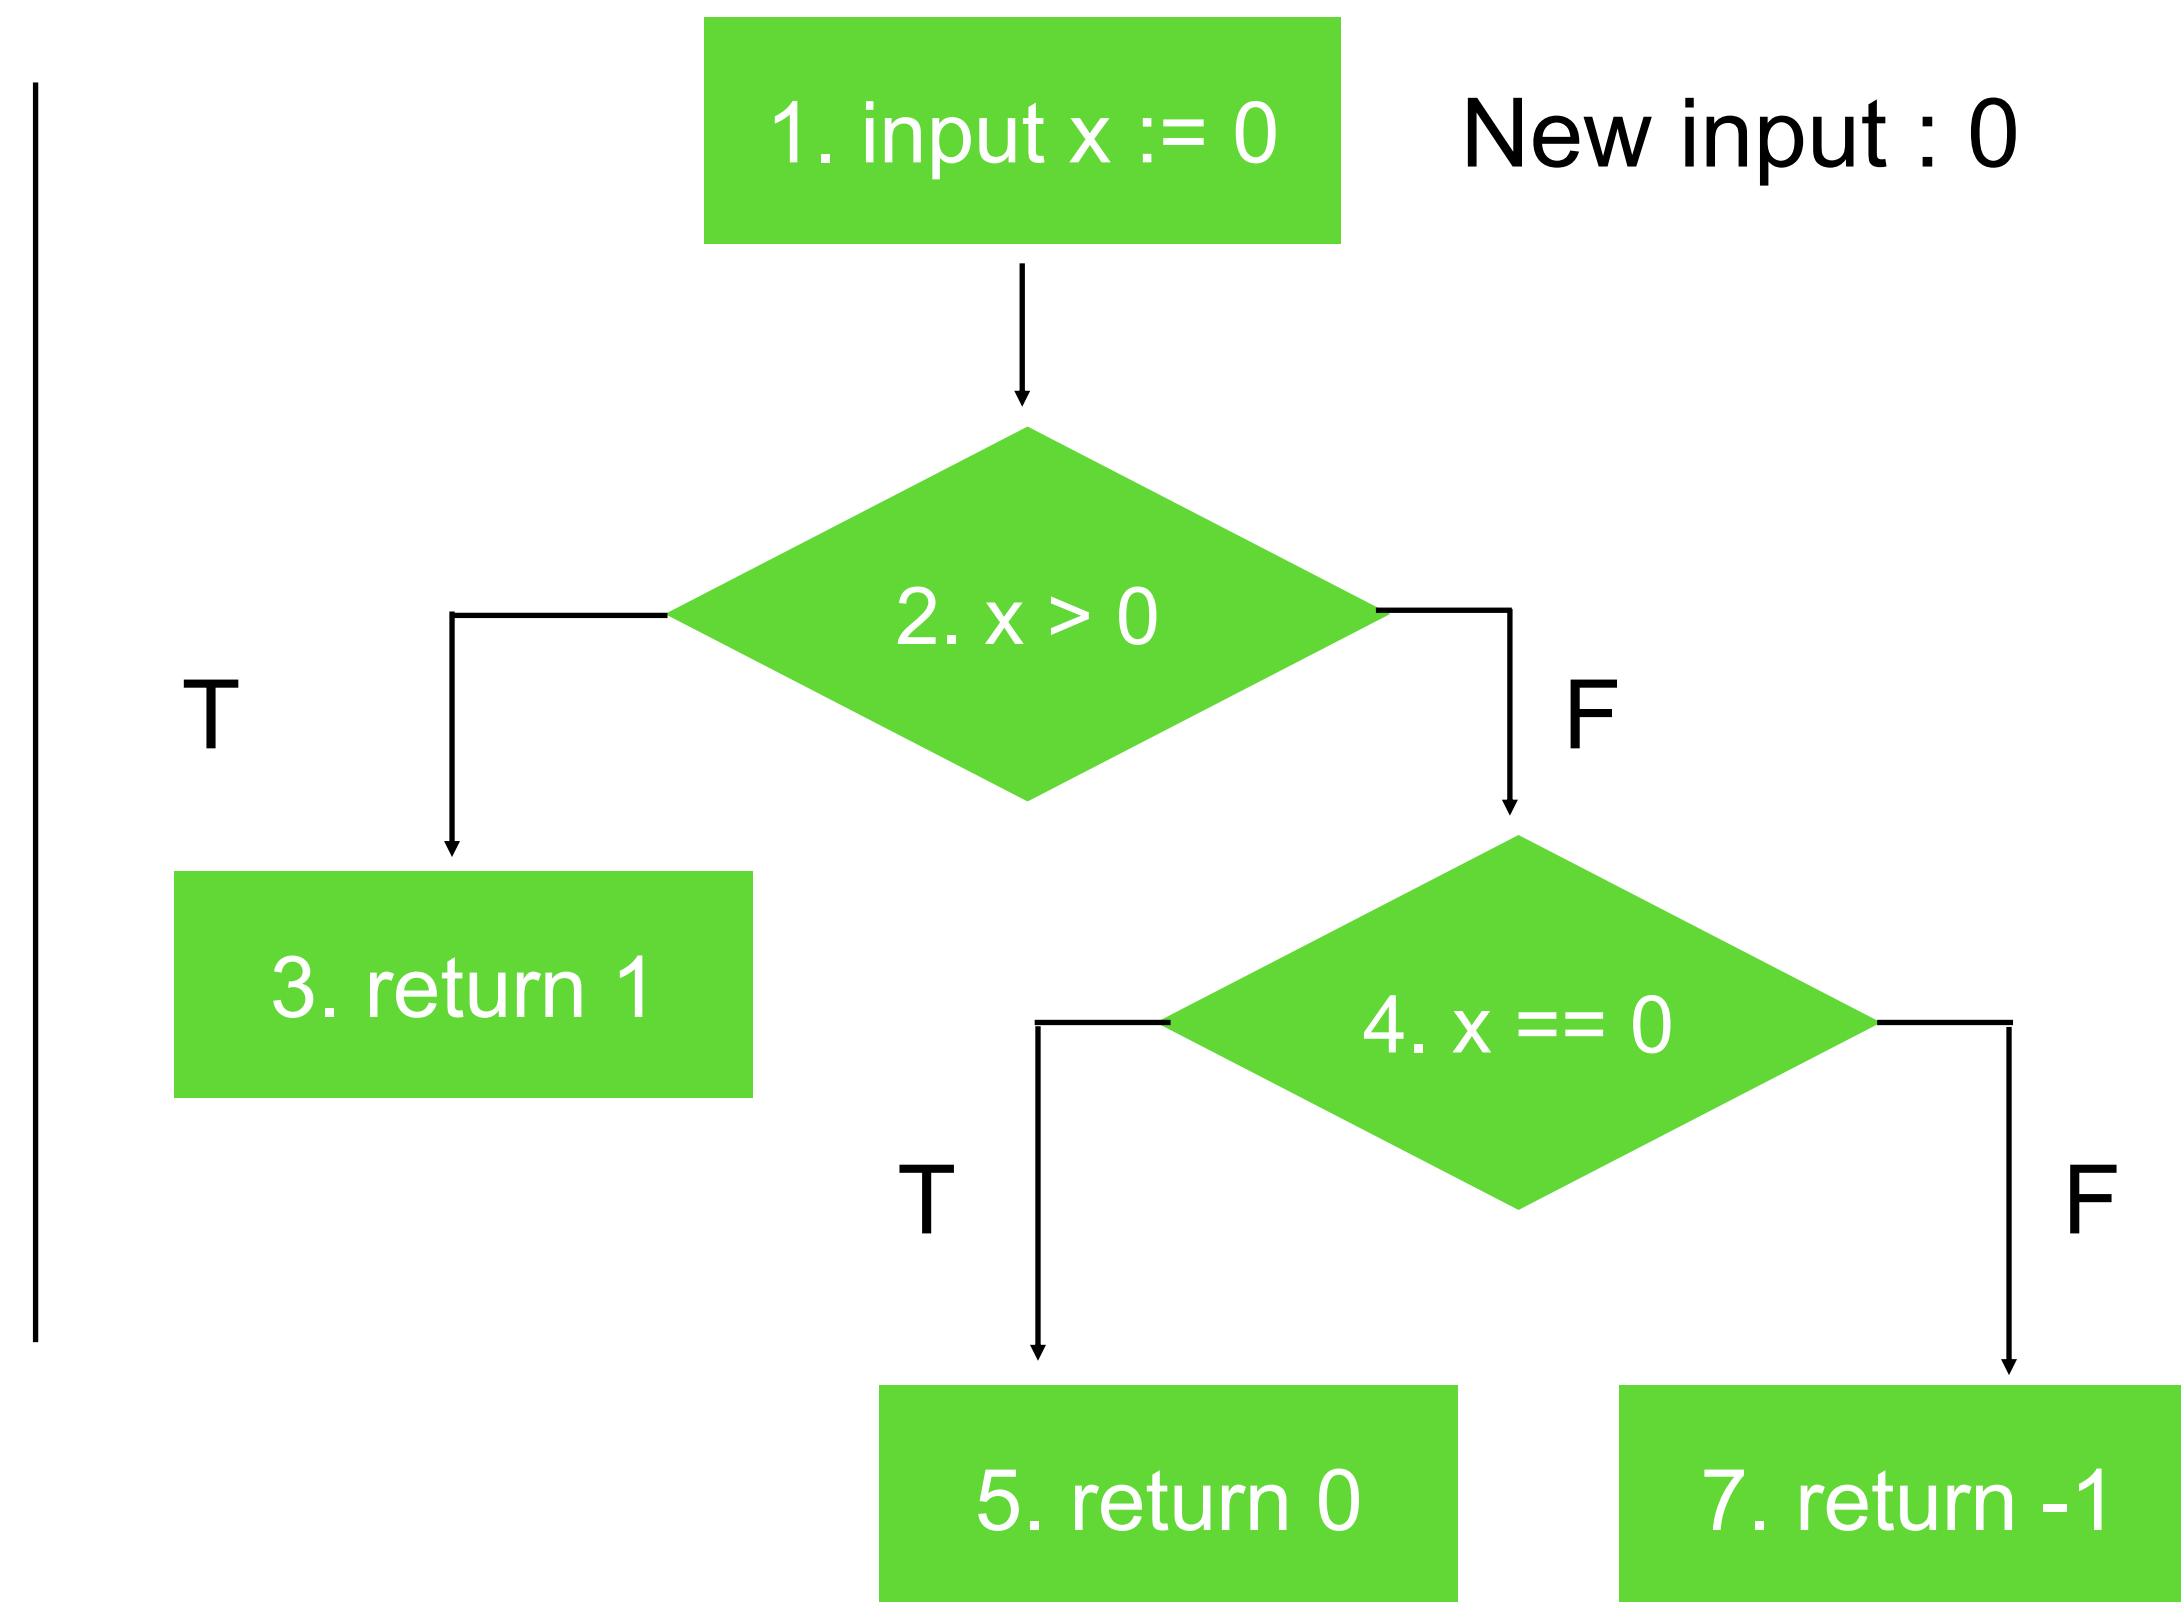 1. input x := 0
New input : 0
2. x > 0
T
F
3. return 1
4. x == 0
T
F
5. return 0
7. return -1